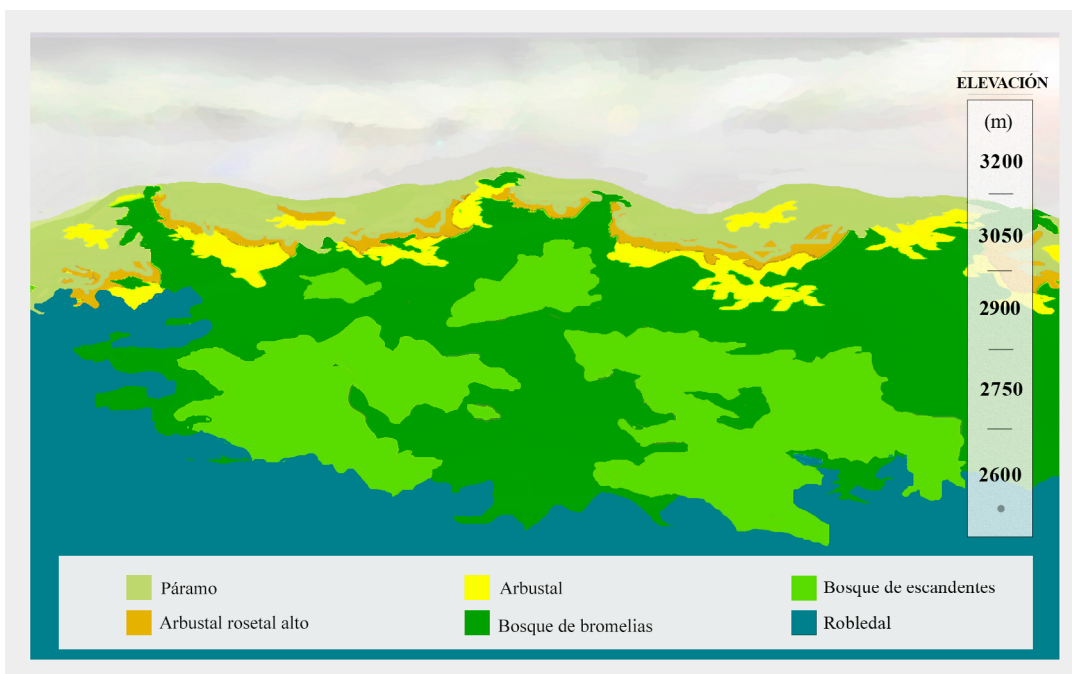 ELEVACIÓN
(m)
3200
3050
2900
2750
2600
Páramo
Arbustal
Bosque de escandentes
Arbustal rosetal alto
Bosque de bromelias
Robledal